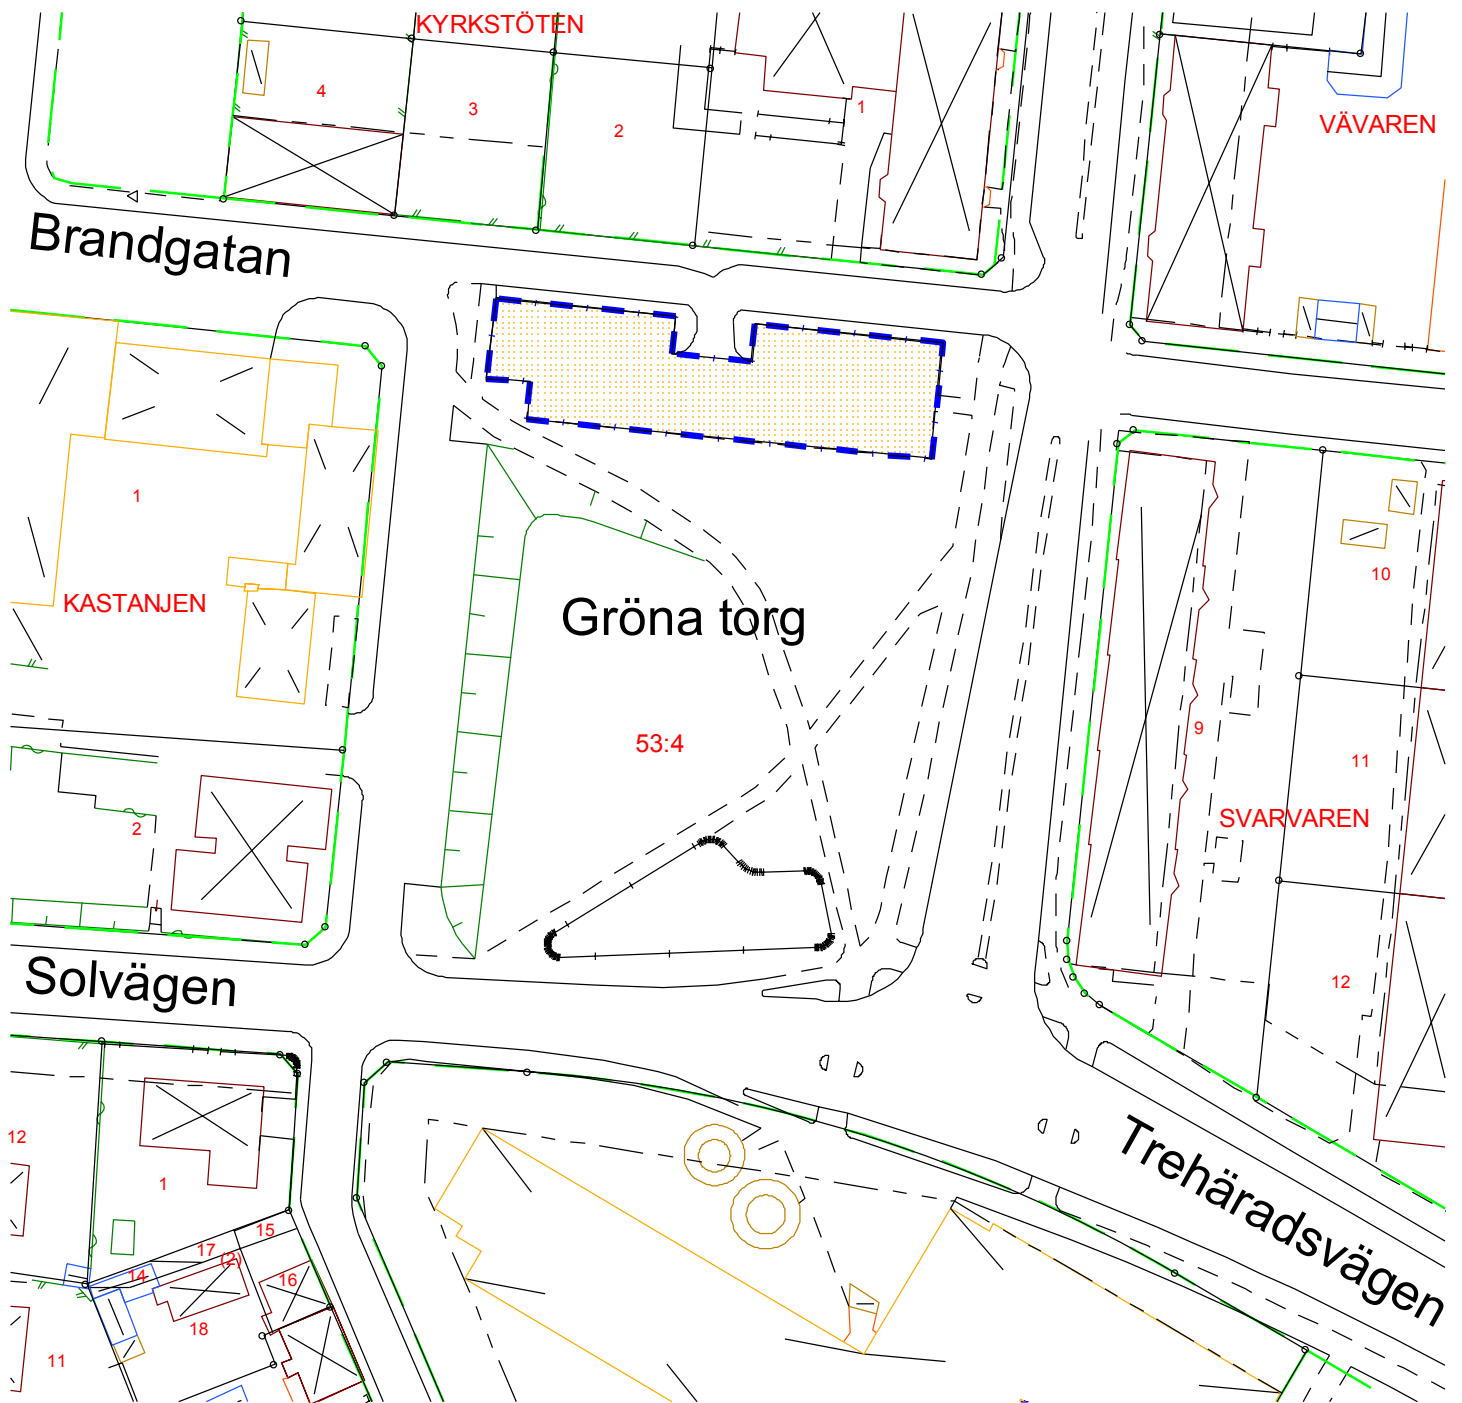 KYRKSTÖTEN
4
3
2
1
VÄVAREN
Brandgatan
1
KASTANJEN
10
Gröna torg
9
53:4
11
SVARVAREN
2
12
Solvägen
12
1
Trehäradsvägen
15
17
(2)
14
16
18
11